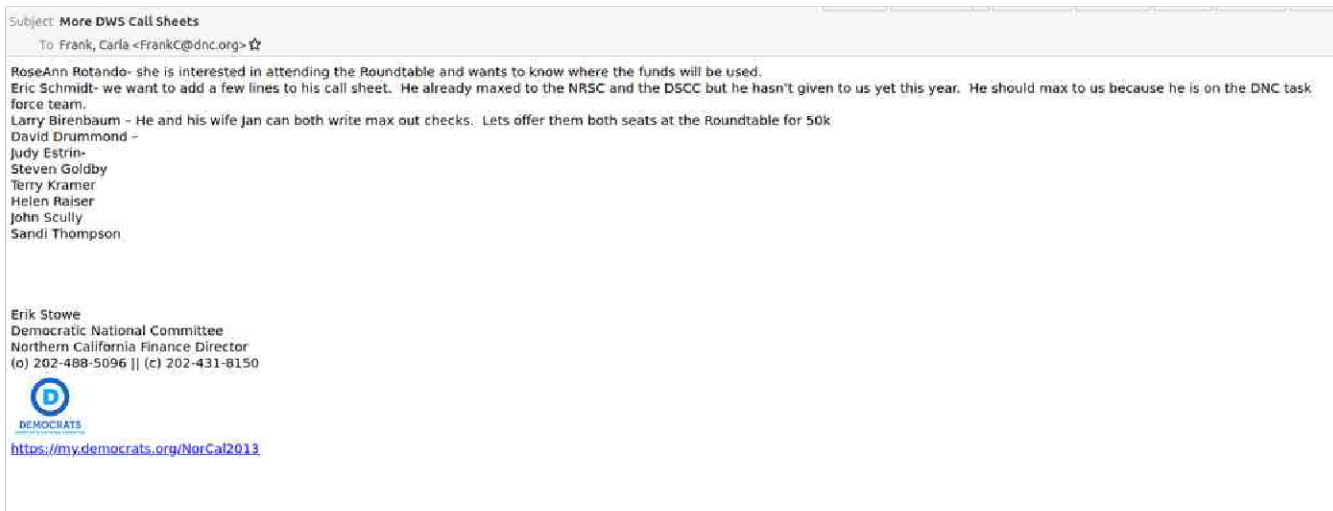 Subject More DWS Call Sheets
To Frank, Carla <FrankC@dnc.org>
RoseAnn Rotando- she is interested in attending the Roundtable and wants to know where the funds will be used.
Eric Schmidt- we want to add a few lines to his call sheet. He already maxed to the NRSC and the DSCC but he hasn't given to us yet this year. He should max to us because he is on the DNC task
force team.
Larry Birenbaum – He and his wife Jan can both write max out checks. Lets offer them both seats at the Roundtable for 50k
David Drummond –
Judy Estrin-
Steven Goldby
Terry Kramer
Helen Raiser
John Scully
Sandi Thompson
Erik Stowe
Democratic National Committee
Northern California Finance Director
(o) 202-488-5096 || (c) 202-431-8150
D
DEMOCRATS
https://my.democrats.org/NorCal2013